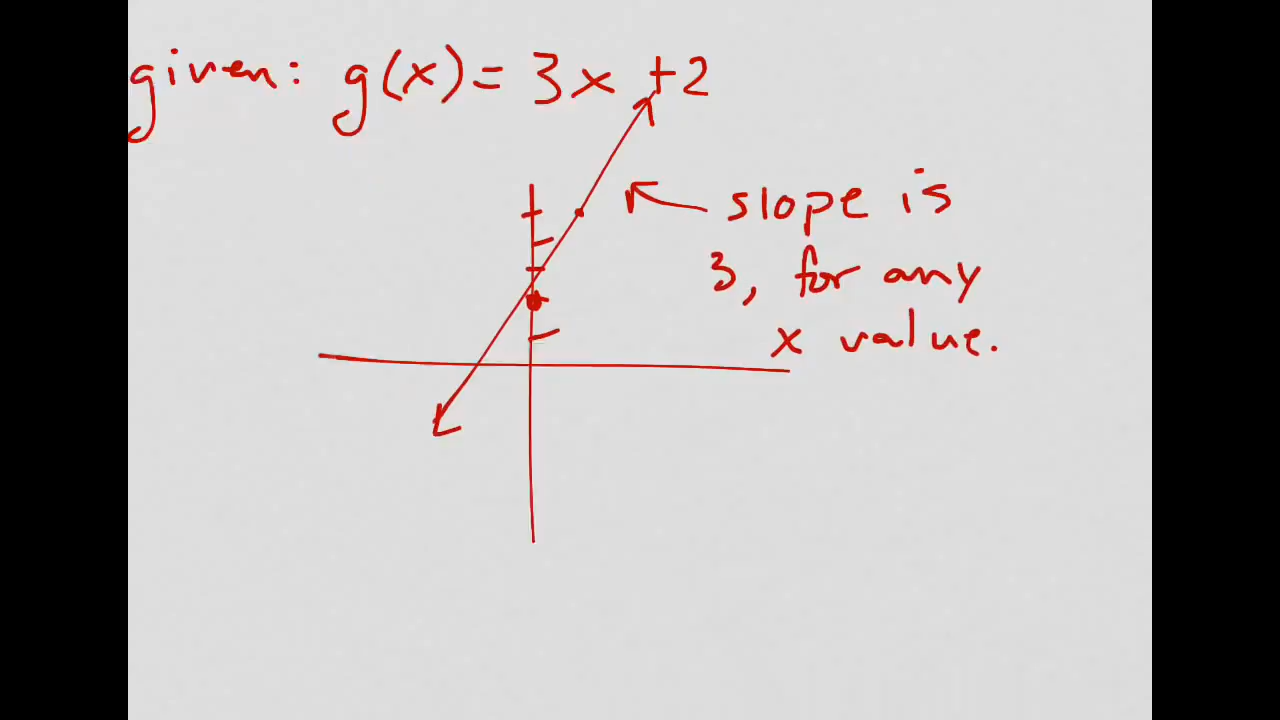 given: g(x) = 3x +2
slope is
3, for any
x value.